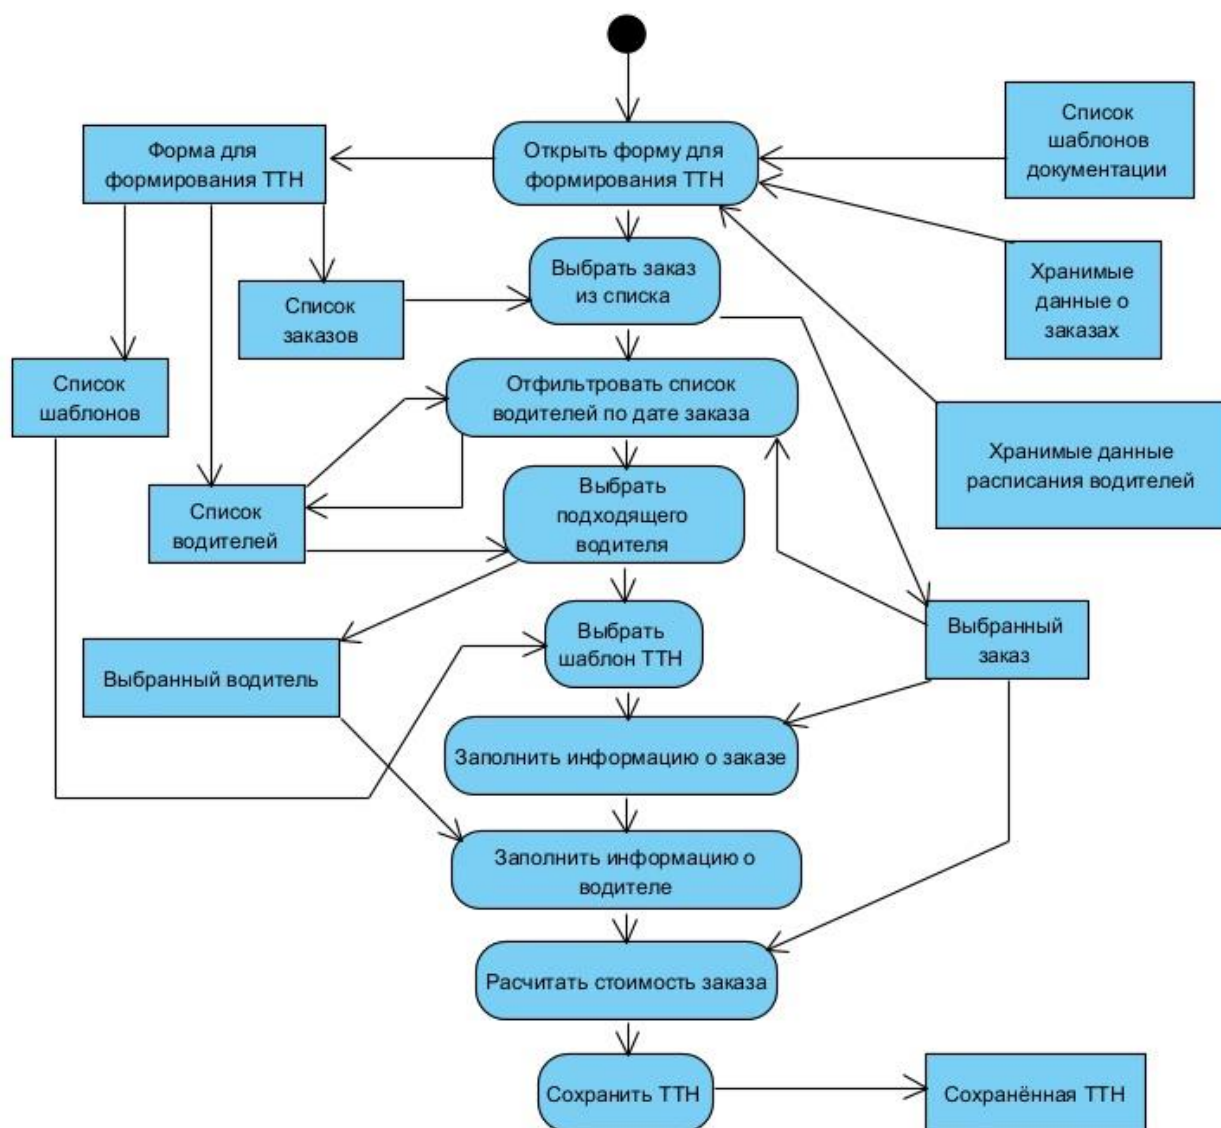 Список
шаблонов
документации
Форма для
формирования ТТН
Открыть форму для
формирования ТТН
Выбрать заказ
из списка
Хранимые
данные о
заказах
Список
заказов
Список
шаблонов
Отфильтровать список
водителей по дате заказа
Хранимые данные
расписания водителей
Список
водителей
Выбрать
подходящего
водителя
Выбрать
шаблон ТТН
Выбранный
заказ
Выбранный водитель
Заполнить информацию о заказе
Заполнить информацию о
водителе
Расчитать стоимость заказа
Сохранить ТТН
Сохранённая ТТН